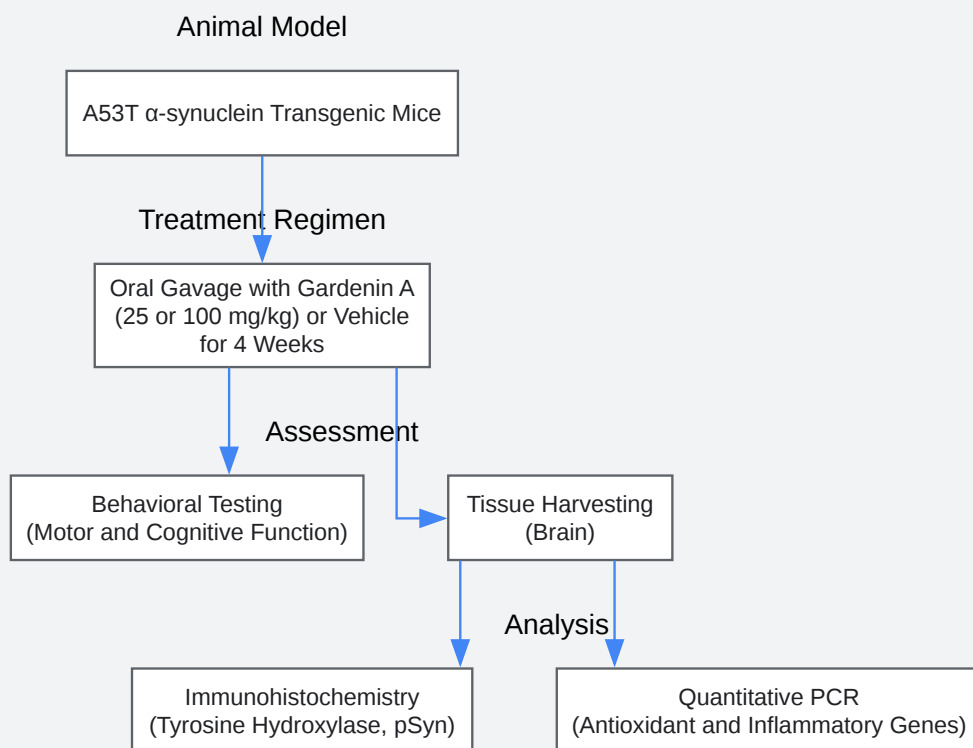 Animal Model
A53T α-synuclein Transgenic Mice
Treatment Regimen
Oral Gavage with Gardenin A
(25 or 100 mg/kg) or Vehicle
for 4 Weeks
Assessment
Behavioral Testing
(Motor and Cognitive Function)
Tissue Harvesting
(Brain)
Analysis
Immunohistochemistry
(Tyrosine Hydroxylase, pSyn)
Quantitative PCR
(Antioxidant and Inflammatory Genes)